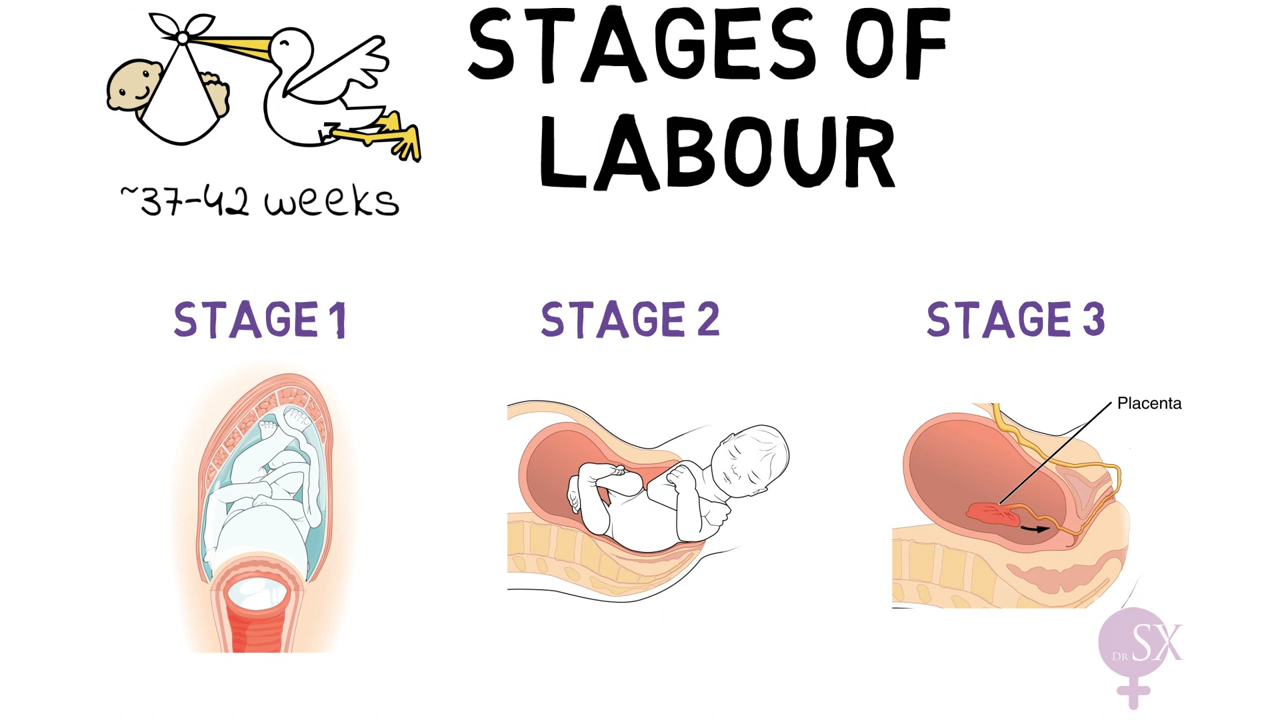 STAGES OF
LABOUR
~37-42 weeks
STAGE 1
STAGE 2
STAGE 3
Placenta
DR SX